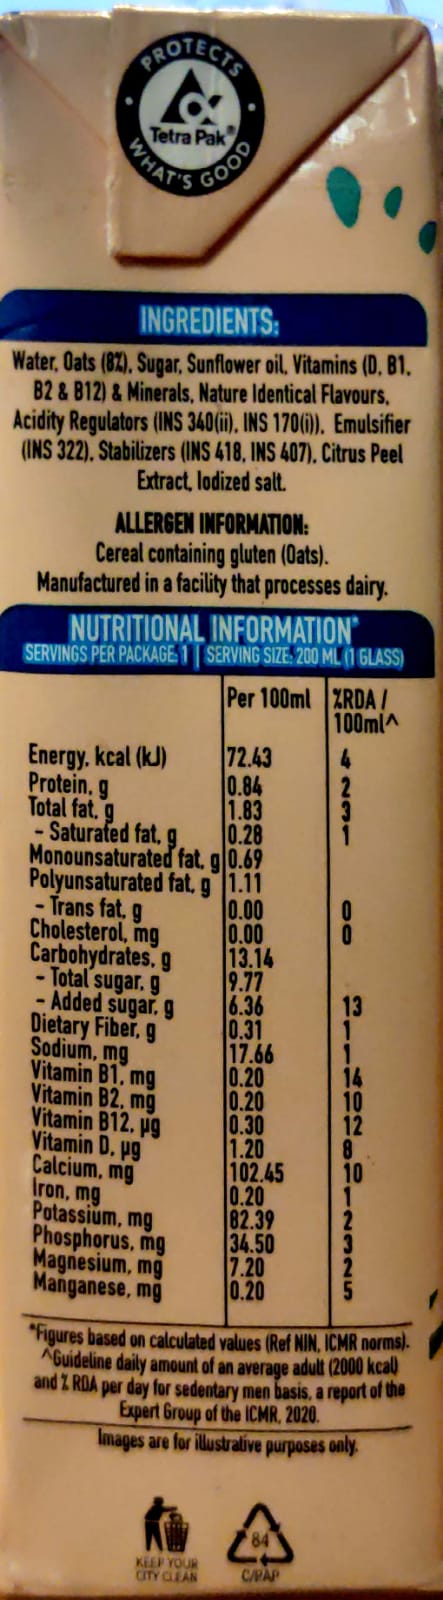 PROTECTS
Tetra Pak®
WHAT'S GOOD
INGREDIENTS:
Water, Oats (8%), Sugar, Sunflower oil, Vitamins (D, B1,
B2 & B12) & Minerals, Nature Identical Flavours,
Acidity Regulators (INS 340(ii), INS 170(i)), Emulsifier
(INS 322), Stabilizers (INS 418, INS 407), Citrus Peel
Extract, Iodized salt.
ALLERGEN INFORMATION:
Cereal containing gluten (Oats).
Manufactured in a facility that processes dairy.
NUTRITIONAL INFORMATION*
SERVINGS PER PACKAGE: 1 | SERVING SIZE: 200 ML (1 GLASS)
Per 100ml %RDA /
100ml^
Energy, kcal (kJ) 72.43 4
Protein, g 0.84 2
Total fat, g 1.83 3
- Saturated fat, g 0.28 1
Monounsaturated fat, g 0.69
Polyunsaturated fat, g 1.11
- Trans fat, g 0.00 0
Cholesterol, mg 0.00 0
Carbohydrates, g 13.14
- Total sugar, g 9.77
- Added sugar, g 6.36 13
Dietary Fiber, g 0.31 1
Sodium, mg 17.66 1
Vitamin B1, mg 0.20 14
Vitamin B2, mg 0.20 10
Vitamin B12, µg 0.30 12
Vitamin D, µg 1.20 8
Calcium, mg 102.45 10
Iron, mg 0.20 1
Potassium, mg 82.39 2
Phosphorus, mg 34.50 3
Magnesium, mg 7.20 2
Manganese, mg 0.20 5
*Figures based on calculated values (Ref NIN, ICMR norms).
^Guideline daily amount of an average adult (2000 kcal)
and % RDA per day for sedentary men basis, a report of the
Expert Group of the ICMR, 2020.
Images are for illustrative purposes only.
KEEP YOUR
CITY CLEAN
84
C/PAP